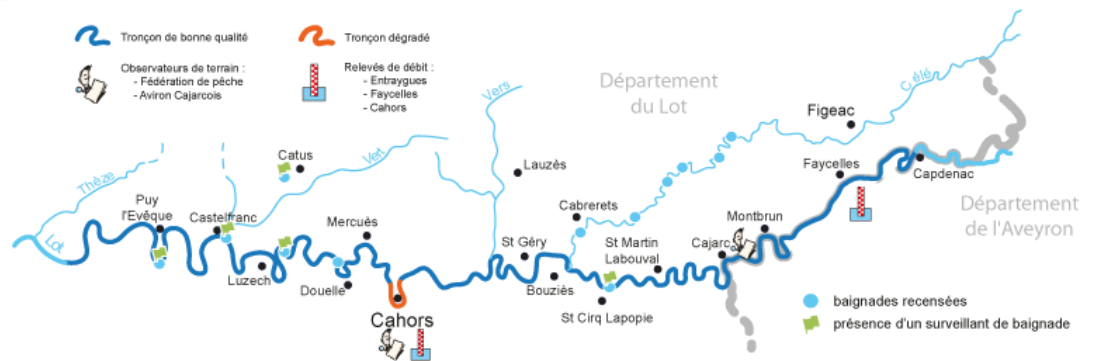 Tronçon de bonne qualité
Tronçon dégradé
Observateurs de terrain :
- Fédération de pêche
- Aviron Cajarcois
Relevés de débit :
- Entraygues
- Faycelles
- Cahors
Département
du Lot
Vers
Célé
Figeac
Catus
Vert
Lauzès
Faycelles
Capdenac
Thèze
Puy
l'Evêque
Castelfranc
Mercuès
Cabrerets
Département
de l'Aveyron
Montbrun
Lot
St Géry
St Martin
Labouval
Cajarc
Luzech
Douelle
Bouziès
St Cirq Lapopie
Cahors
baignades recensées
présence d'un surveillant de baignade